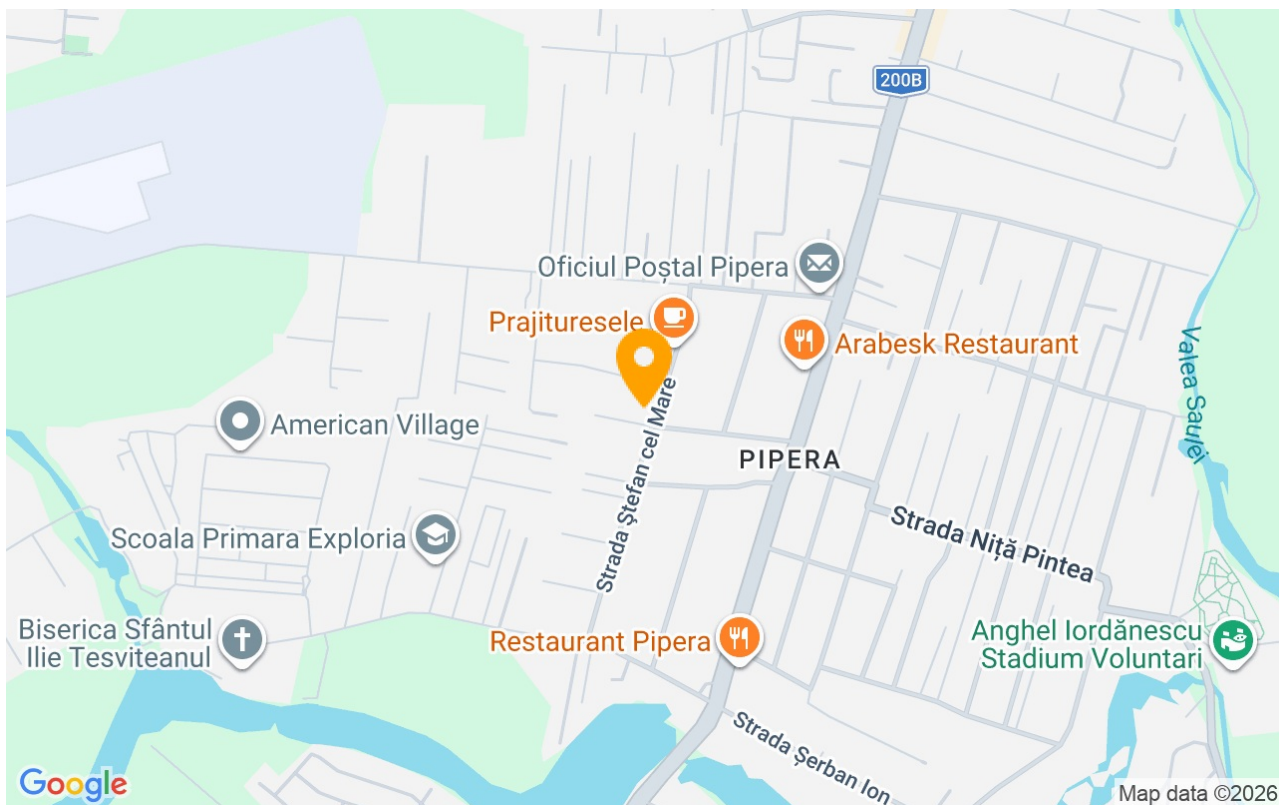 200B
Oficiul Poștal Pipera
Prajituresele
Arabesk Restaurant
Valea Saulei
American Village
Strada Ștefan cel Mare
PIPERA
Scoala Primara Exploria
Strada Niță Pintea
Biserica Sfântul
Ilie Tesviteanul
Restaurant Pipera
Anghel Iordănescu
Stadium Voluntari
Strada Șerban Ion
Google
Map data ©2026